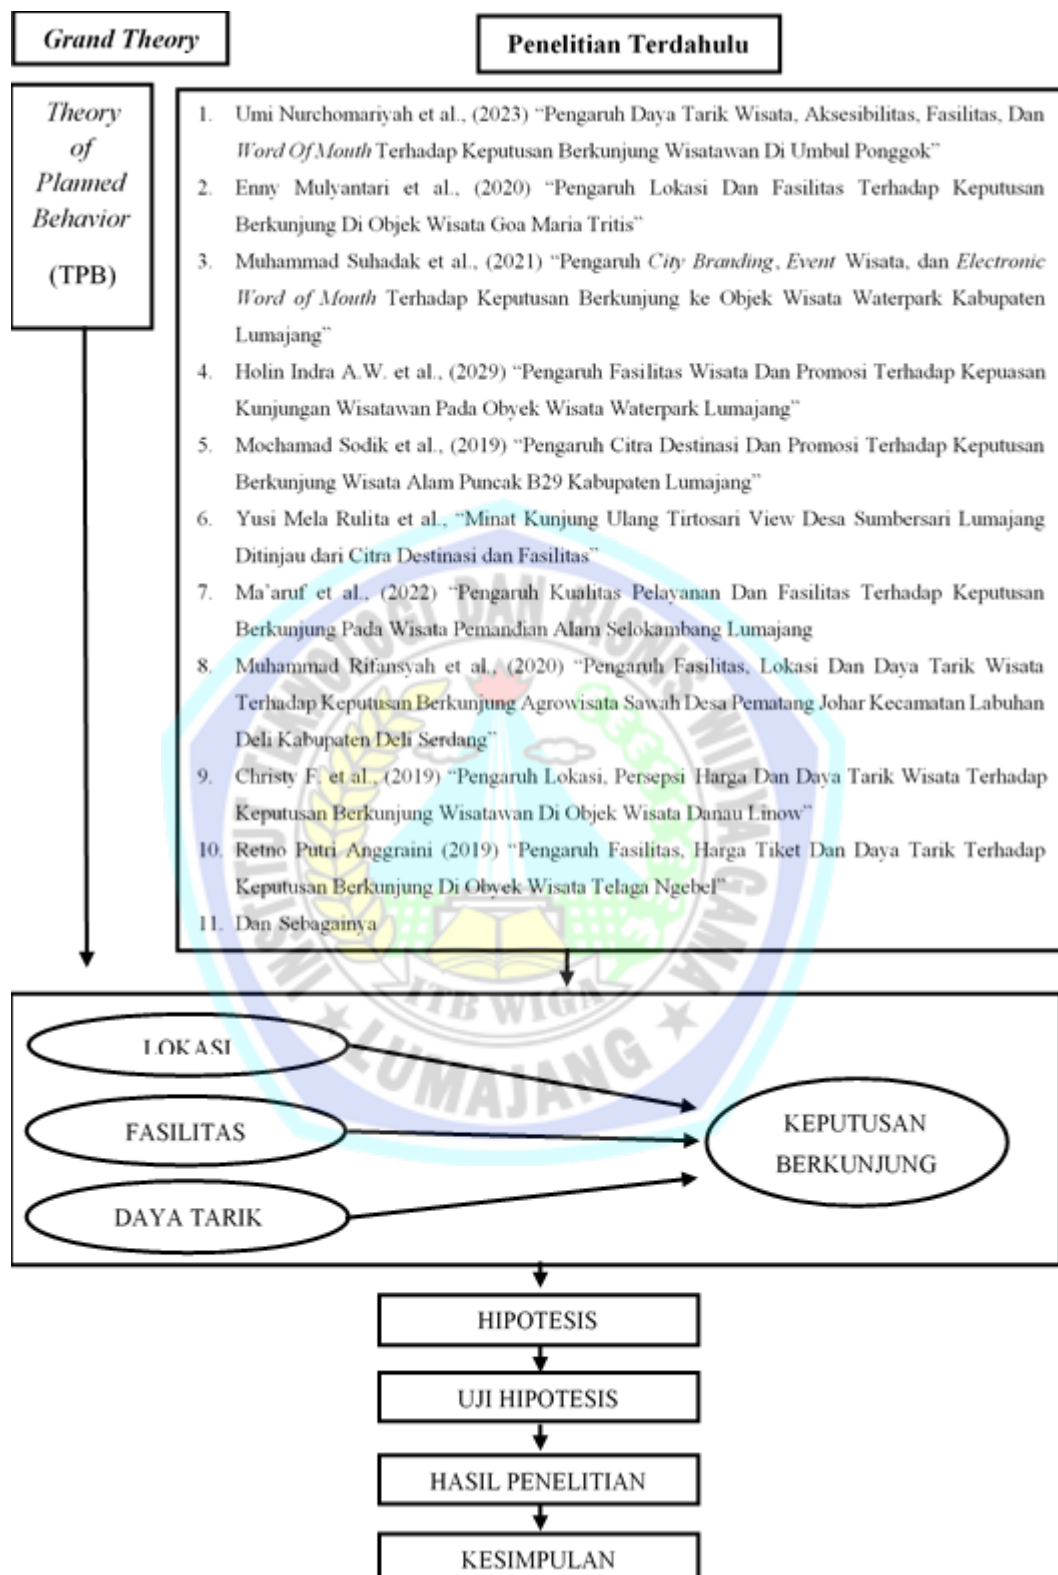 Grand Theory
Penelitian Terdahulu
Theory
of
Planned
Behavior
(TPB)
1. Umi Nurchomariyah et al., (2023) “Pengaruh Daya Tarik Wisata, Aksesibilitas, Fasilitas, Dan
Word Of Mouth Terhadap Keputusan Berkunjung Wisatawan Di Umbul Ponggok”
2. Enny Mulyantari et al., (2020) “Pengaruh Lokasi Dan Fasilitas Terhadap Keputusan
Berkunjung Di Objek Wisata Goa Maria Tritis”
3. Muhammad Suhadak et al., (2021) “Pengaruh City Branding, Event Wisata, dan Electronic
Word of Mouth Terhadap Keputusan Berkunjung ke Objek Wisata Waterpark Kabupaten
Lumajang”
4. Holin Indra A.W. et al., (2029) “Pengaruh Fasilitas Wisata Dan Promosi Terhadap Kepuasan
Kunjungan Wisatawan Pada Obyek Wisata Waterpark Lumajang”
5. Mochamad Sodik et al., (2019) “Pengaruh Citra Destinasi Dan Promosi Terhadap Keputusan
Berkunjung Wisata Alam Puncak B29 Kabupaten Lumajang”
6. Yusi Mela Rulita et al., “Minat Kunjung Ulang Tirtosari View Desa Sumbersari Lumajang
Ditinjau dari Citra Destinasi dan Fasilitas”
7. Ma`aruf et al., (2022) “Pengaruh Kualitas Pelayanan Dan Fasilitas Terhadap Keputusan
Berkunjung Pada Wisata Pemandian Alam Selokambang Lumajang
8. Muhammad Rifansyah et al., (2020) “Pengaruh Fasilitas, Lokasi Dan Daya Tarik Wisata
Terhadap Keputusan Berkunjung Agrowisata Sawah Desa Pematang Johar Kecamatan Labuhan
Deli Kabupaten Deli Serdang”
9. Christy F. et al., (2019) “Pengaruh Lokasi, Persepsi Harga Dan Daya Tarik Wisata Terhadap
Keputusan Berkunjung Wisatawan Di Objek Wisata Danau Linow”
10. Retno Putri Anggraini (2019) “Pengaruh Fasilitas, Harga Tiket Dan Daya Tarik Terhadap
Keputusan Berkunjung Di Obyek Wisata Telaga Ngebel”
11. Dan Sebagainya
INSTITUT TEKNOLOGI DAN BISNIS WIDYA GAMA
ITB WIGA
LUMAJANG
LOKASI
FASILITAS
DAYA TARIK
KEPUTUSAN
BERKUNJUNG
HIPOTESIS
UJI HIPOTESIS
HASIL PENELITIAN
KESIMPULAN